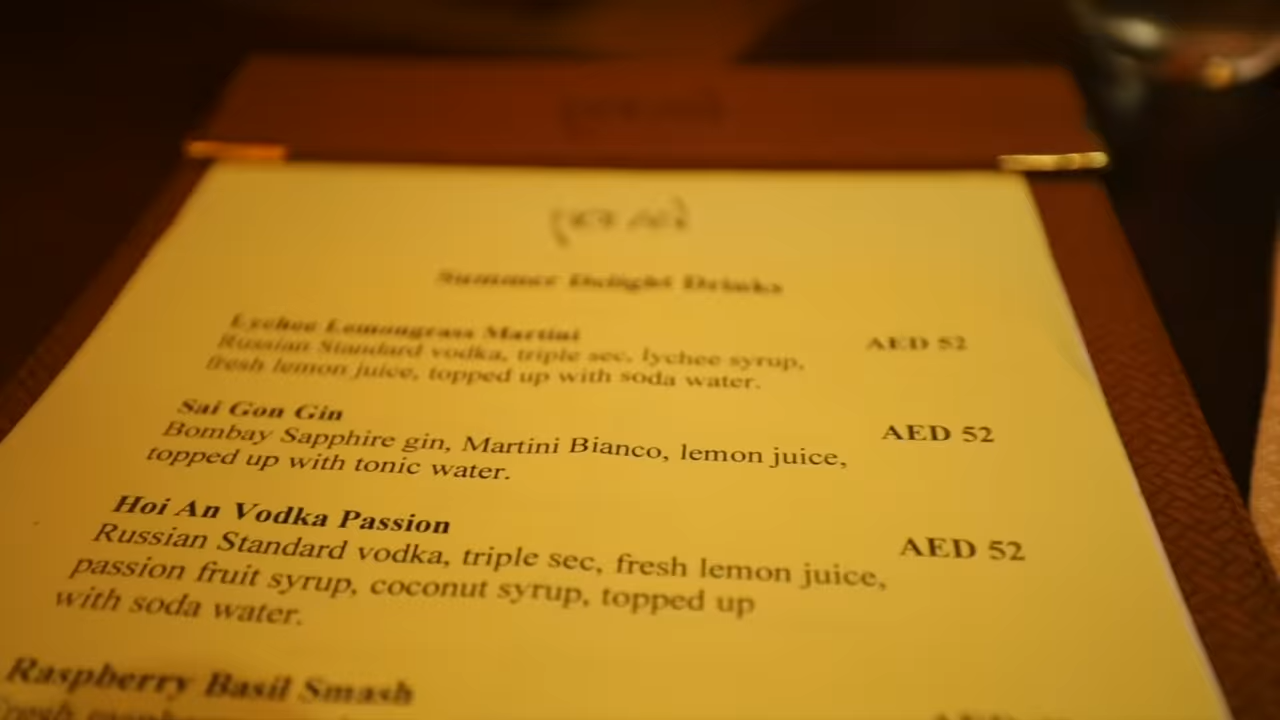 Summer Delight Drinks
Lychee Lemongrass Martini
AED 52
Russian Standard vodka, triple sec, lychee syrup,
fresh lemon juice, topped up with soda water.
Sai Gon Gin
AED 52
Bombay Sapphire gin, Martini Bianco, lemon juice,
topped up with tonic water.
Hoi An Vodka Passion
AED 52
Russian Standard vodka, triple sec, fresh lemon juice,
passion fruit syrup, coconut syrup, topped up
with soda water.
Raspberry Basil Smash